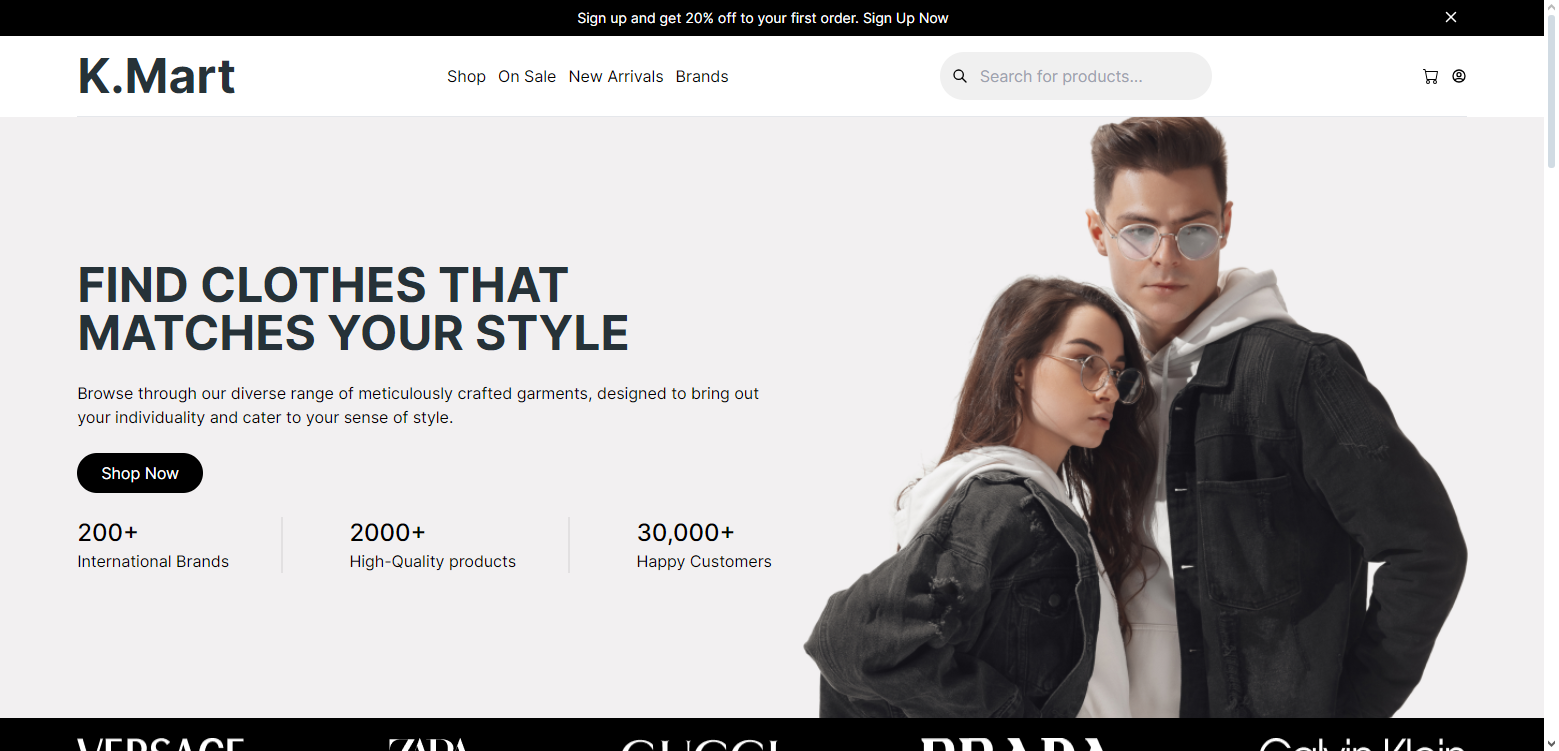 Sign up and get 20% off to your first order. Sign Up Now
K.Mart
Shop On Sale New Arrivals Brands
Search for products...
FIND CLOTHES THAT
MATCHES YOUR STYLE
Browse through our diverse range of meticulously crafted garments, designed to bring out
your individuality and cater to your sense of style.
Shop Now
200+ 2000+ 30,000+
International Brands High-Quality products Happy Customers
VERSACE ZARA GUCCI PRADA Calvin Klein